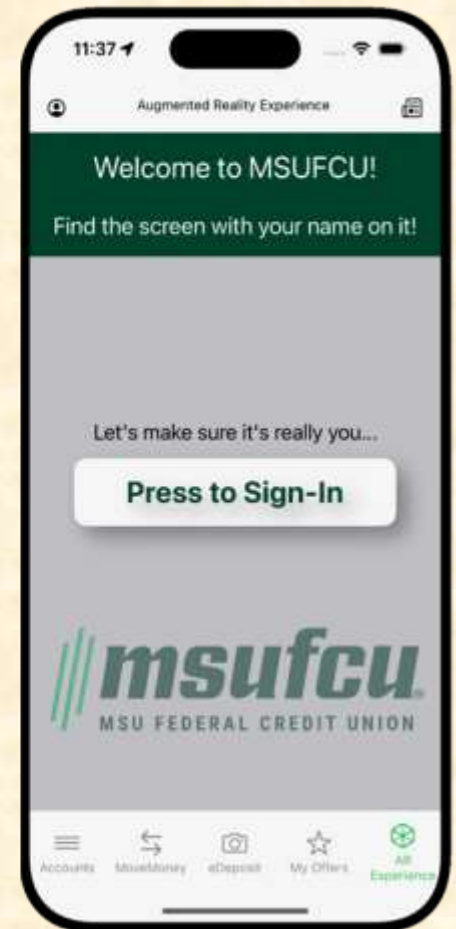 11:37
Augmented Reality Experience
Welcome to MSUFCU!
Find the screen with your name on it!
Let's make sure it's really you...
Press to Sign-In
msufcu
MSU FEDERAL CREDIT UNION
Accounts MoveMoney eDeposit My Offers AR Experience